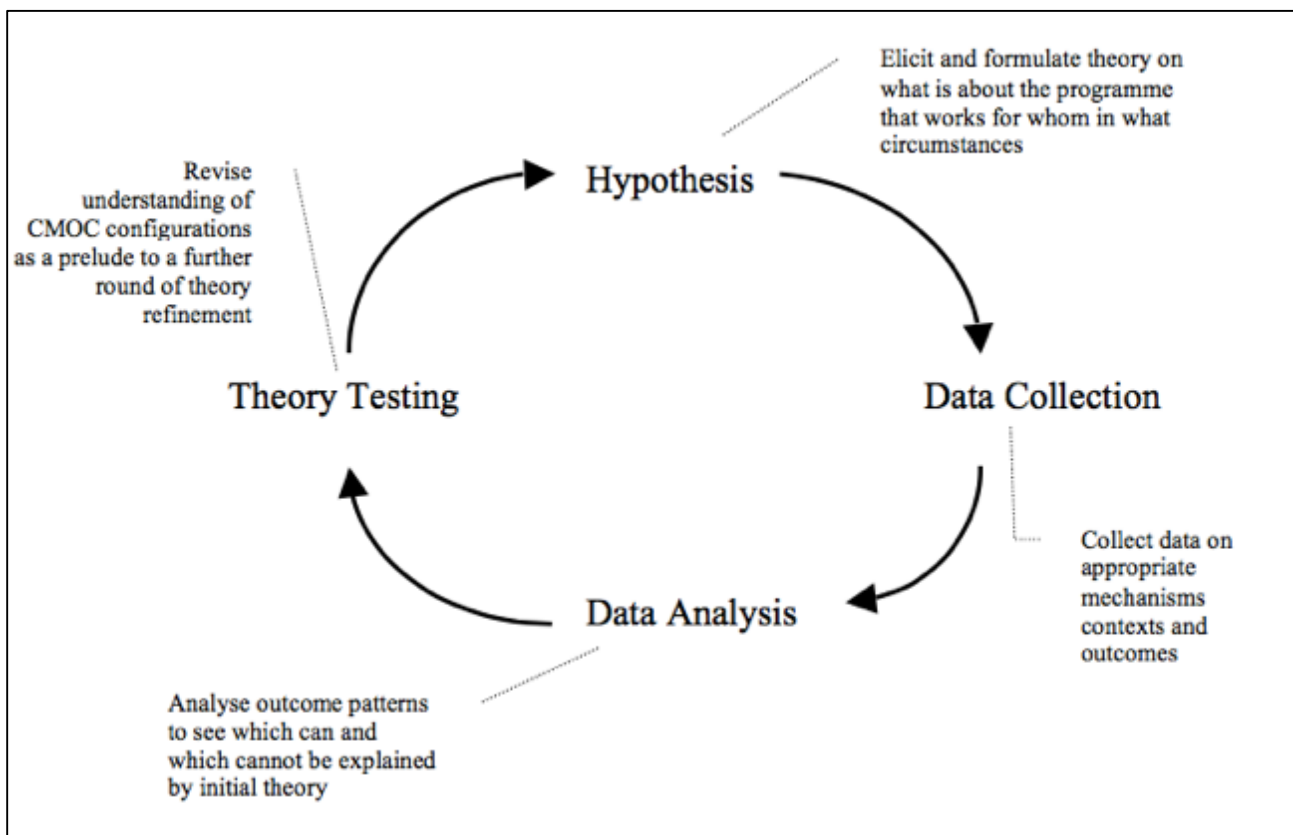 Elicit and formulate theory on
what is about the programme
that works for whom in what
circumstances
Hypothesis
Revise
understanding of
CMOC configurations
as a prelude to a further
round of theory
refinement
Theory Testing
Data Collection
Collect data on
appropriate
mechanisms
contexts and
outcomes
Data Analysis
Analyse outcome patterns
to see which can and
which cannot be explained
by initial theory